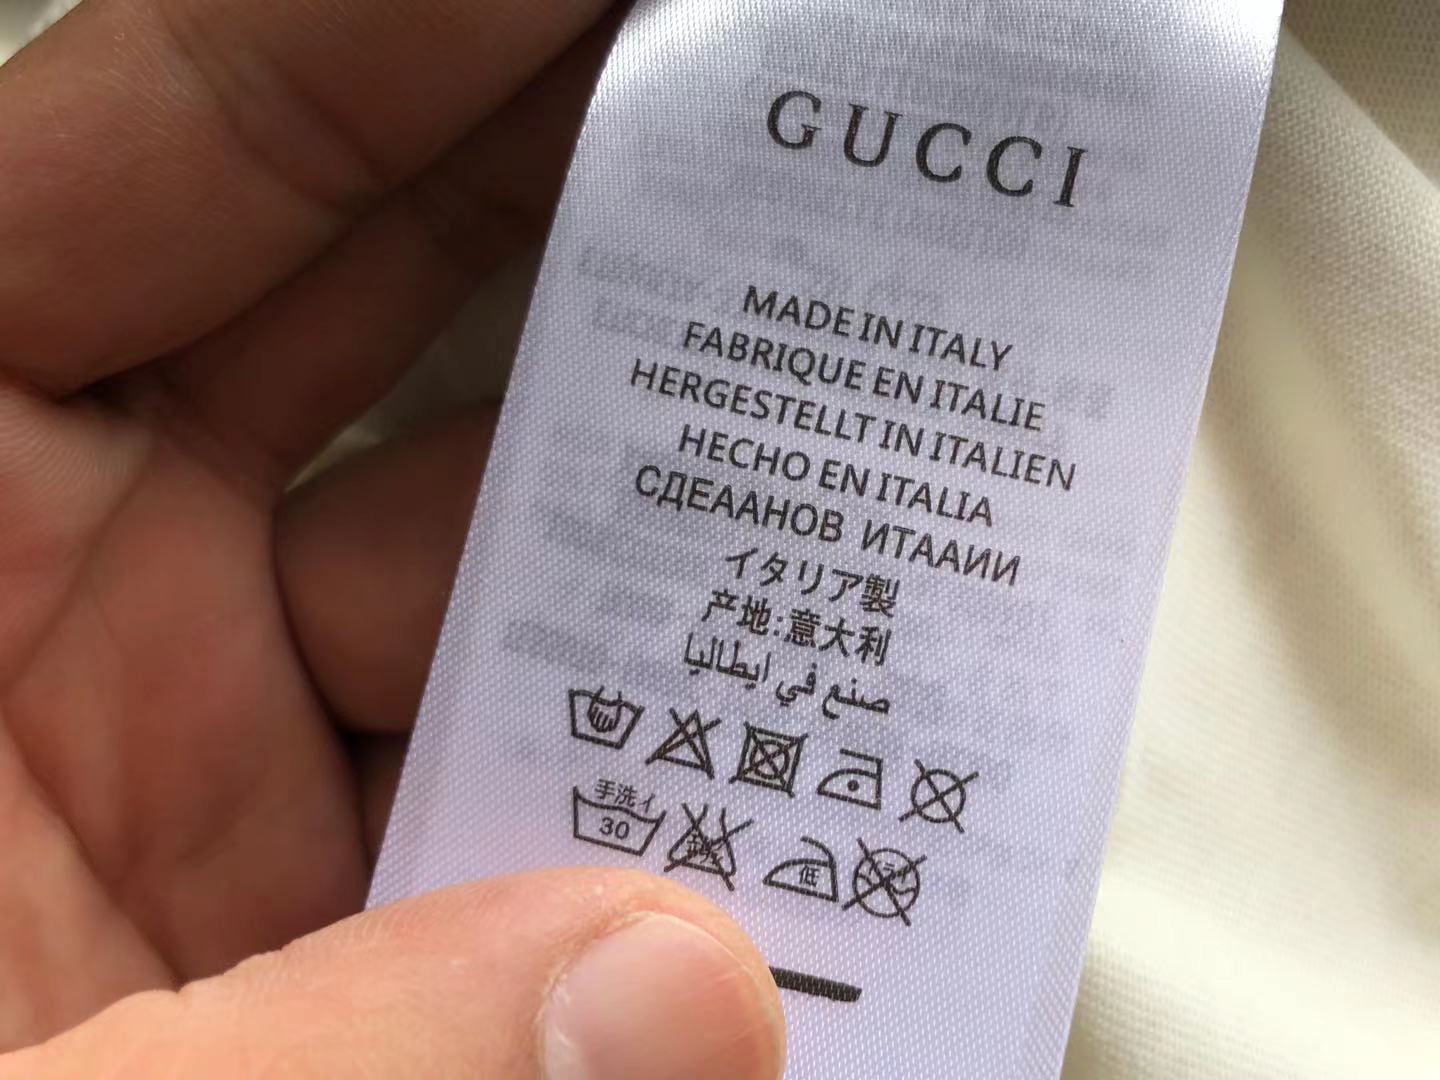 GUCCI
MADE IN ITALY
FABRIQUE EN ITALIE
HERGESTELLT IN ITALIEN
HECHO EN ITALIA
СДЕААНОВ ИТААИИ
イタリア製
产地:意大利
صنع في ايطاليا
手洗イ
30
低